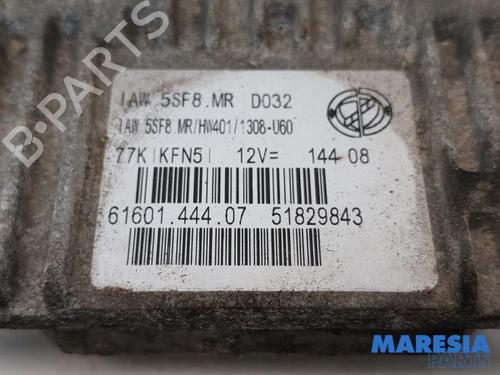 B-PARTS
IAW 5SF8.MR D032
IAW 5SF8 MR/HW401/1308-U60
77K|KFN5| 12V= 144 08
61601.444.07 51829843
MARESIA
PARTS